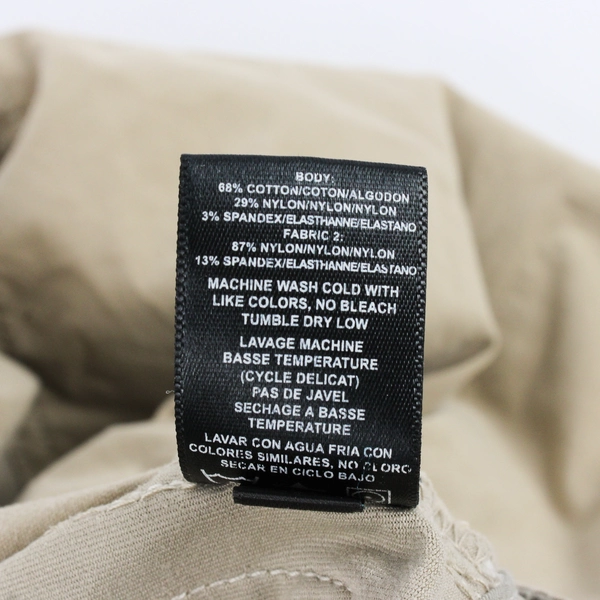 BODY:
68% COTTON/COTON/ALGODON
29% NYLON/NYLON/NYLON
3% SPANDEX/ELASTHANNE/ELASTANO
FABRIC 2:
87% NYLON/NYLON/NYLON
13% SPANDEX/ELASTHANNE/ELASTANO
MACHINE WASH COLD WITH
LIKE COLORS, NO BLEACH
TUMBLE DRY LOW
LAVAGE MACHINE
BASSE TEMPERATURE
(CYCLE DELICAT)
PAS DE JAVEL
SECHAGE A BASSE
TEMPERATURE
LAVAR CON AGUA FRIA CON
COLORES SIMILARES, NO CLORO
SECAR EN CICLO BAJO